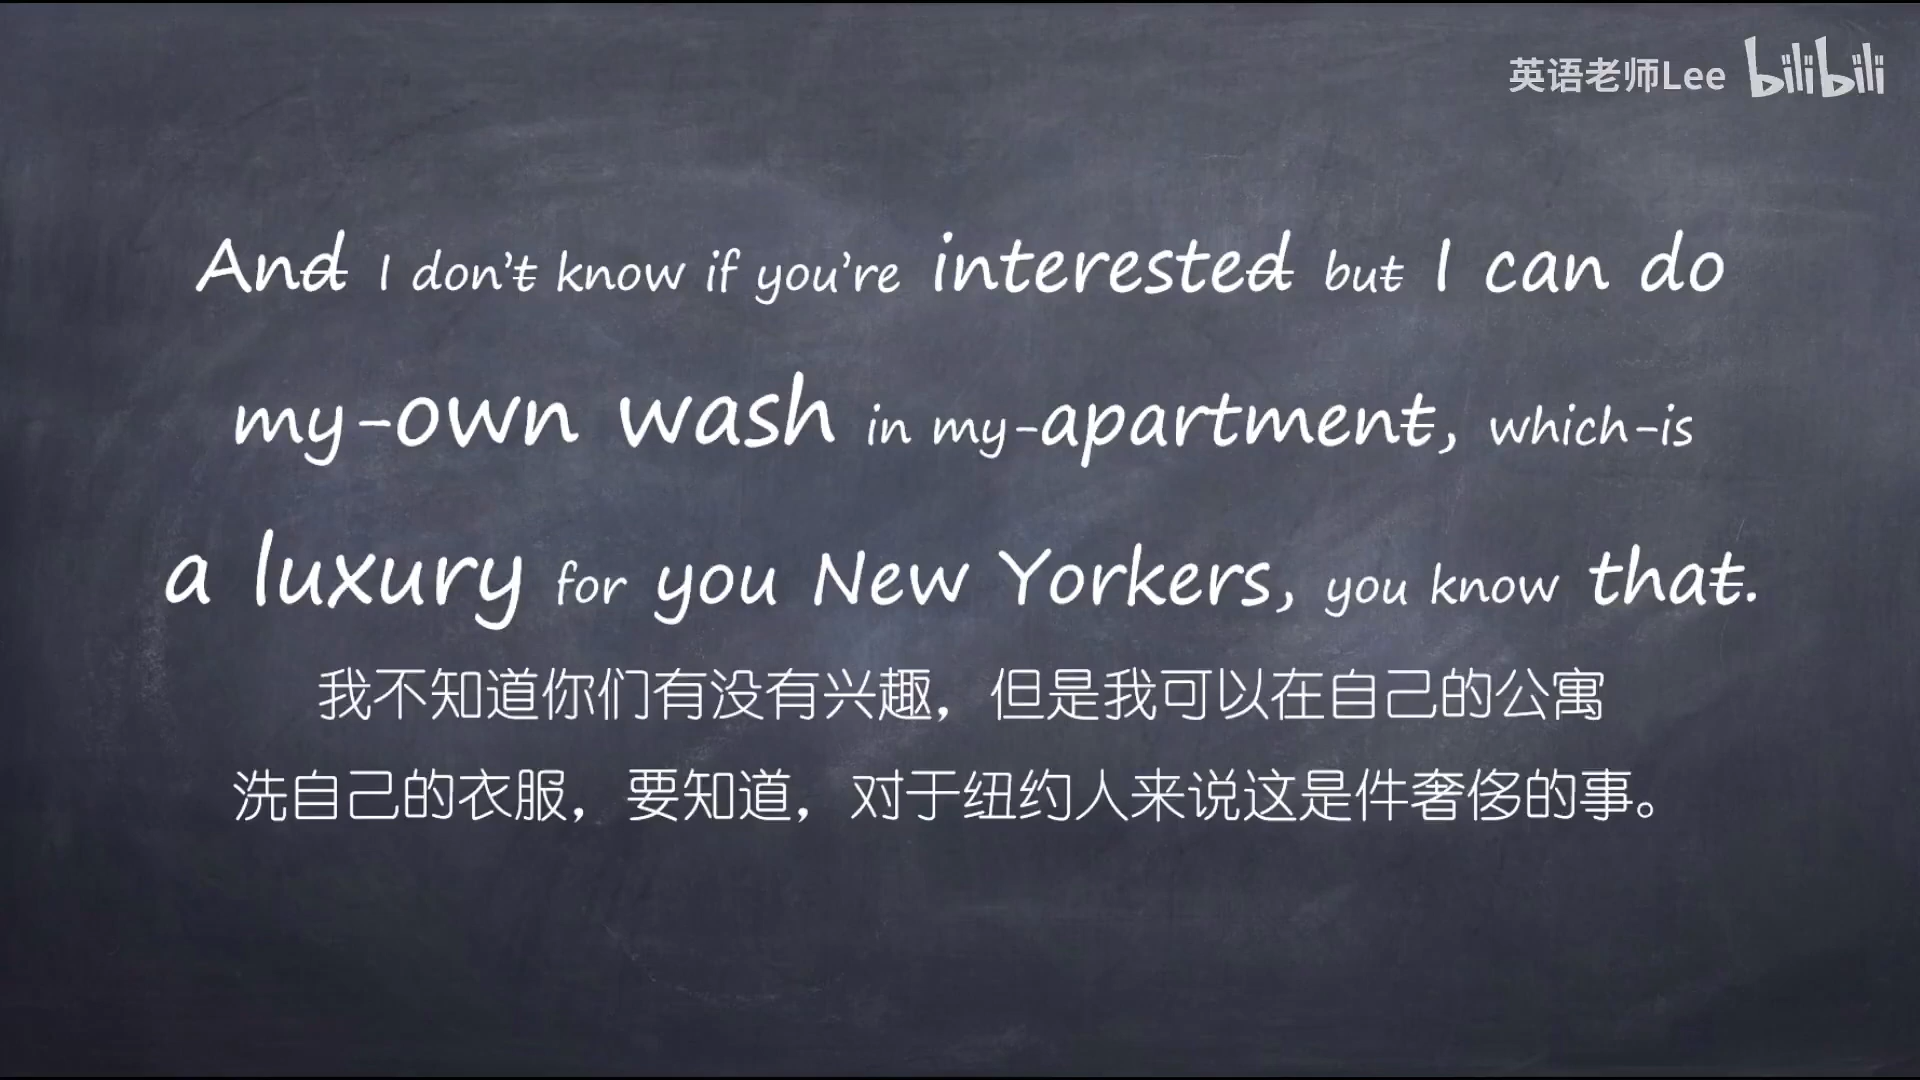 英语老师Lee bilibili
And I don't know if you're interested but I can do
my-own wash in my-apartment, which-is
a luxury for you New Yorkers, you know that.
我不知道你们有没有兴趣，但是我可以在自己的公寓
洗自己的衣服，要知道，对于纽约人来说这是件奢侈的事。